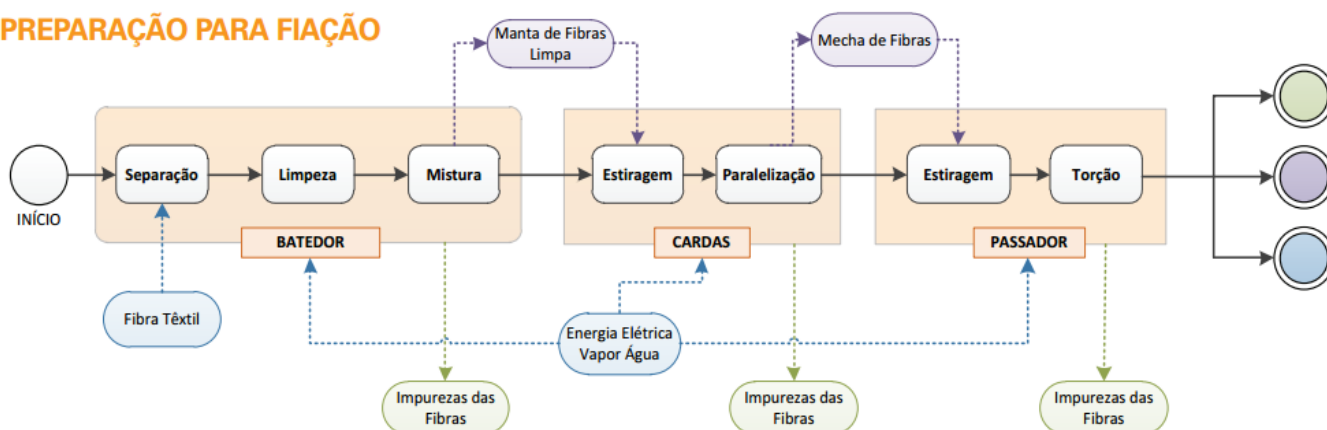 PREPARAÇÃO PARA FIAÇÃO
Manta de Fibras
Limpa
Mecha de Fibras
INÍCIO
Separação
Limpeza
Mistura
Estiragem
Paralelização
Estiragem
Torção
BATEDOR
CARDAS
PASSADOR
Fibra Têxtil
Energia Elétrica
Vapor Água
Impurezas das
Fibras
Impurezas das
Fibras
Impurezas das
Fibras